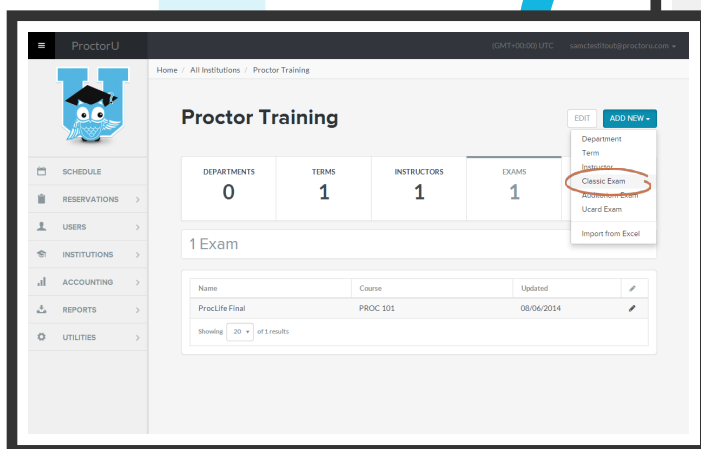 ProctorU
(GMT+00:00) UTC
samctestitout@proctoru.com
Home / All Institutions / Proctor Training
Proctor Training
EDIT
ADD NEW
Department
Term
Instructor
Classic Exam
Auditorium Exam
Ucard Exam
Import from Excel
SCHEDULE
RESERVATIONS
USERS
INSTITUTIONS
ACCOUNTING
REPORTS
UTILITIES
DEPARTMENTS
0
TERMS
1
INSTRUCTORS
1
EXAMS
1
1 Exam
Name Course Updated
ProcLife Final PROC 101 08/06/2014
Showing 20 of 1 results